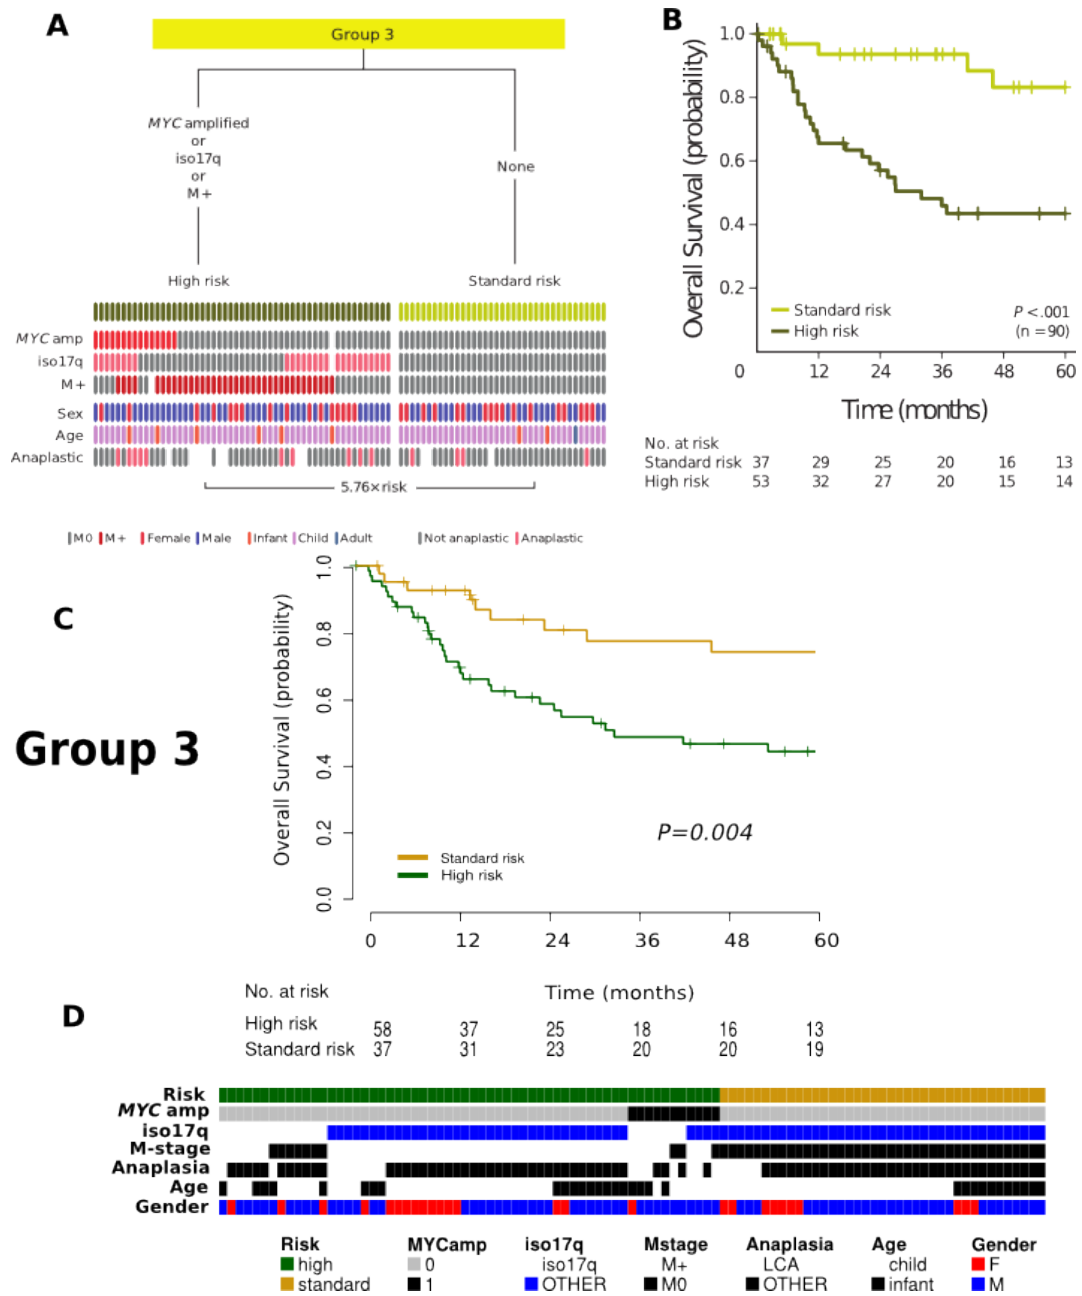 A
Group 3
MYC amplified
or
iso17q
or
M+
None
High risk
Standard risk
MYC amp
iso17q
M+
Sex
Age
Anaplastic
5.76×risk
M0 M+ Female Male Infant Child Adult Not anaplastic Anaplastic
B
Overall Survival (probability)
1.0
0.8
0.6
0.4
0.2
Standard risk
High risk
P <.001
(n = 90)
0 12 24 36 48 60
Time (months)
No. at risk
Standard risk 37 29 25 20 16 13
High risk 53 32 27 20 15 14
C
Group 3
Overall Survival (probability)
1.0
0.8
0.6
0.4
0.2
0.0
P=0.004
Standard risk
High risk
0 12 24 36 48 60
Time (months)
No. at risk
High risk 58 37 25 18 16 13
Standard risk 37 31 23 20 20 19
D
Risk
MYC amp
iso17q
M-stage
Anaplasia
Age
Gender
Risk MYCamp iso17q Mstage Anaplasia Age Gender
high 0 iso17q M+ LCA child F
standard 1 OTHER M0 OTHER infant M